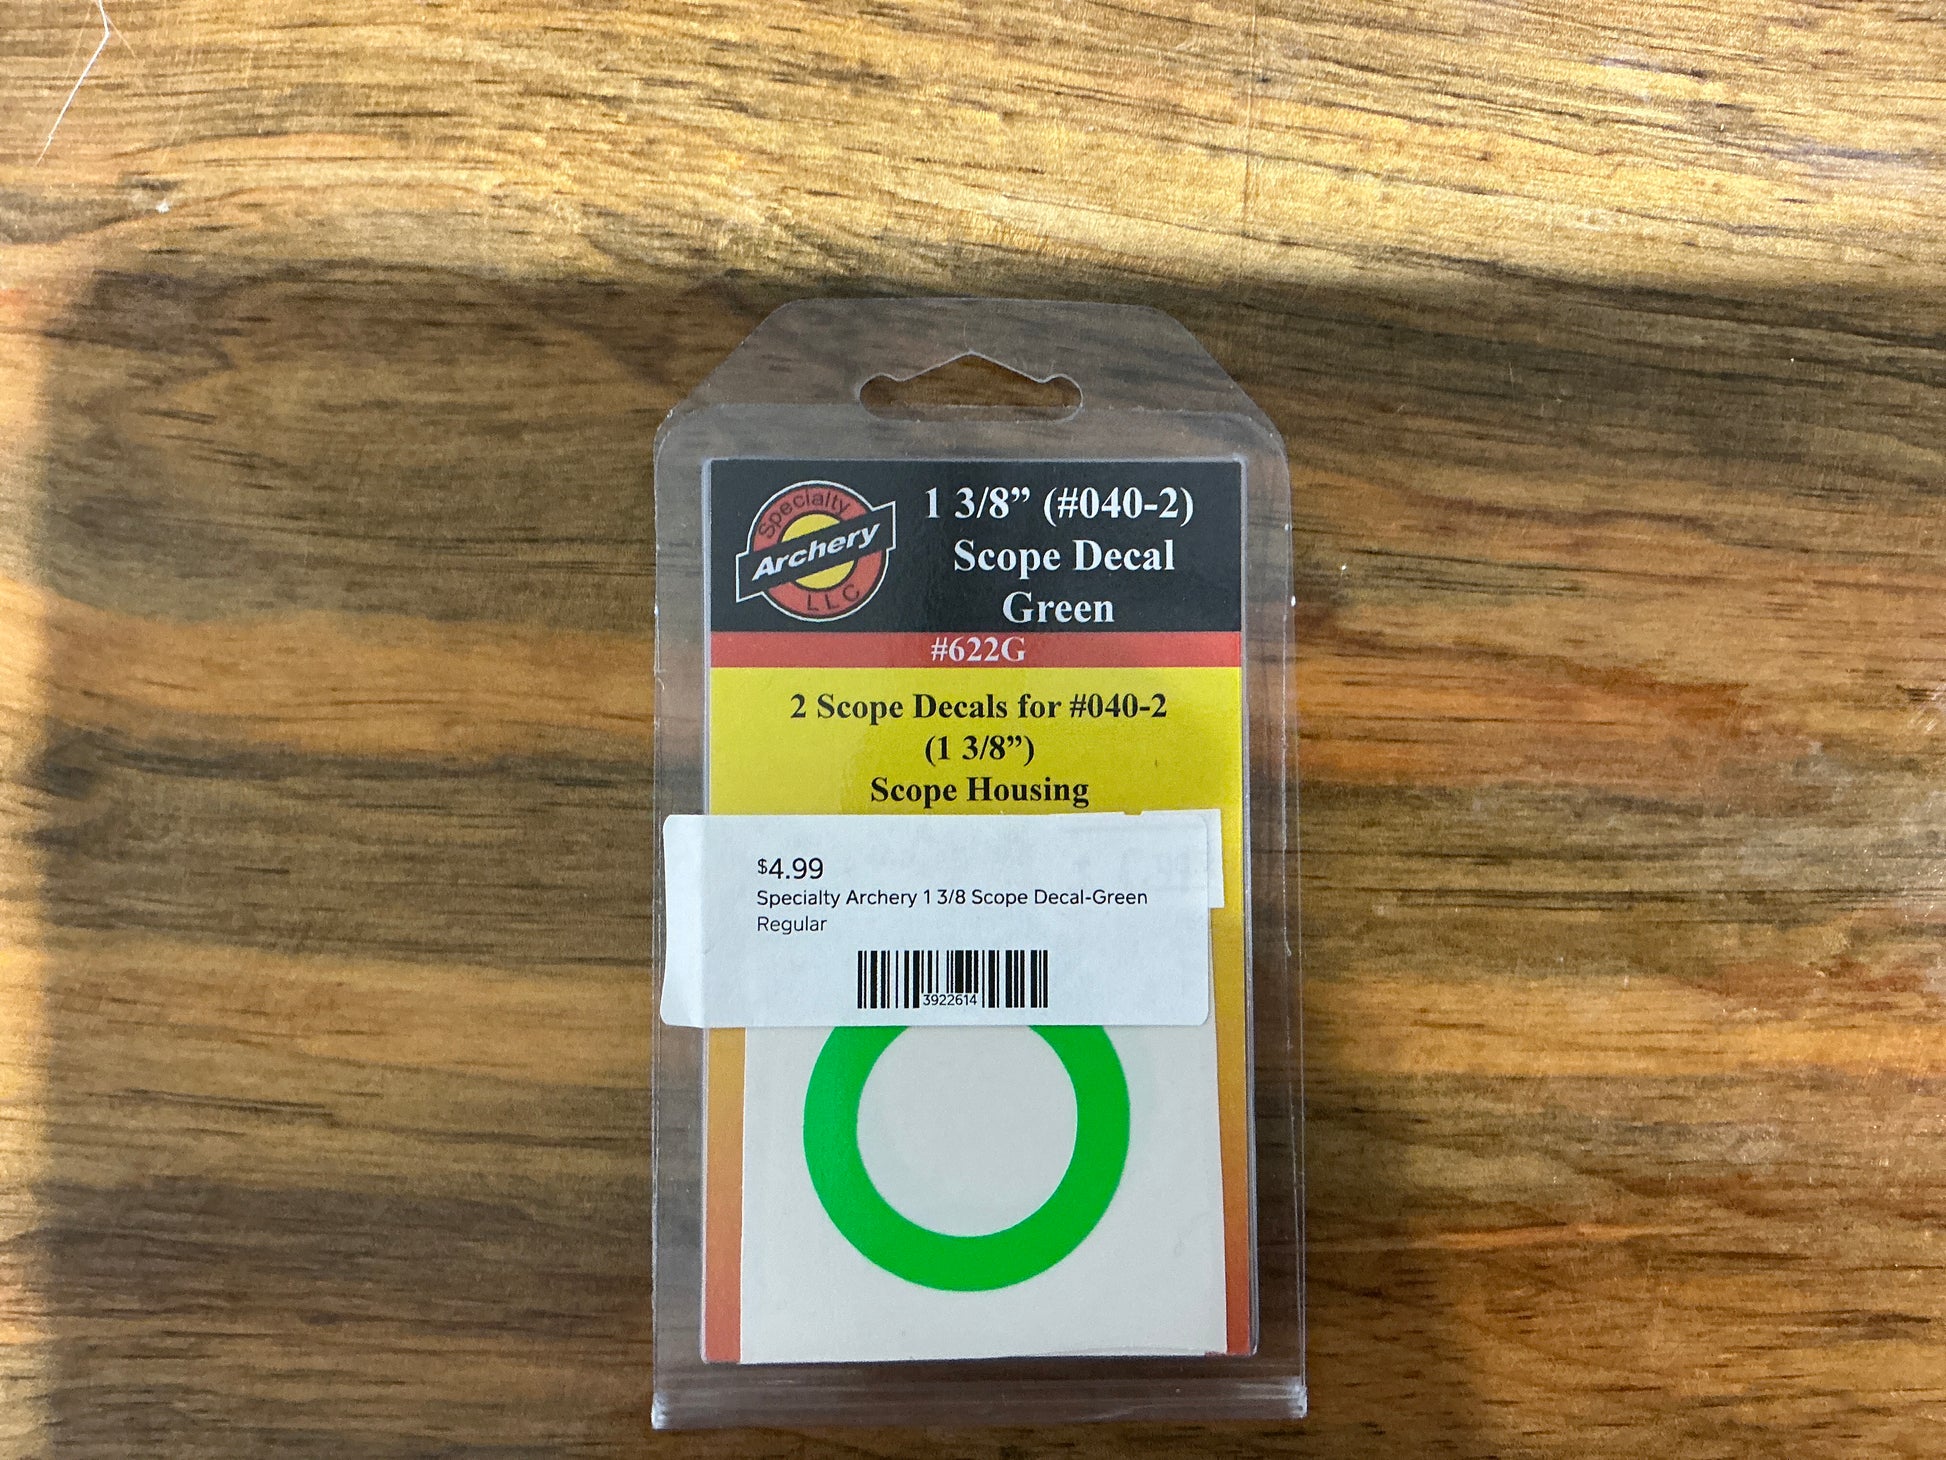 Specialty
Archery
LLC
1 3/8” (#040-2)
Scope Decal
Green
#622G
2 Scope Decals for #040-2
(1 3/8”)
Scope Housing
$4.99
Specialty Archery 1 3/8 Scope Decal-Green
Regular
3922614